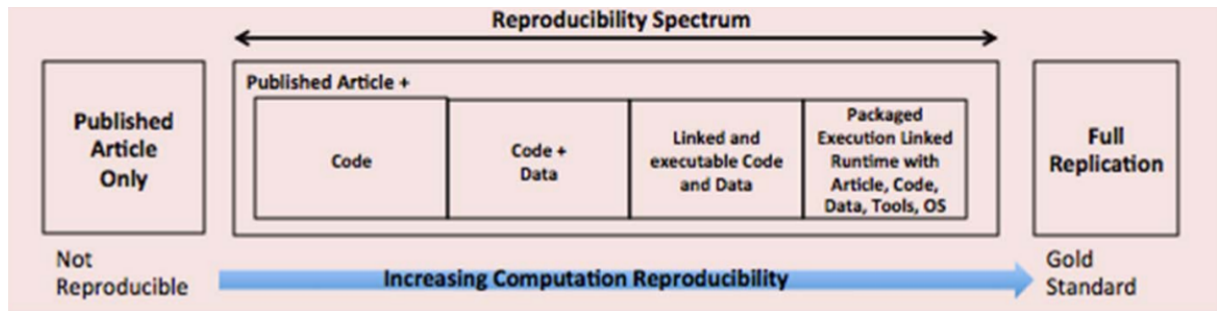 Reproducibility Spectrum
Published
Article
Only
Published Article +
Code
Code +
Data
Linked and
executable Code
and Data
Packaged
Execution Linked
Runtime with
Article, Code,
Data, Tools, OS
Full
Replication
Not
Reproducible
Increasing Computation Reproducibility
Gold
Standard